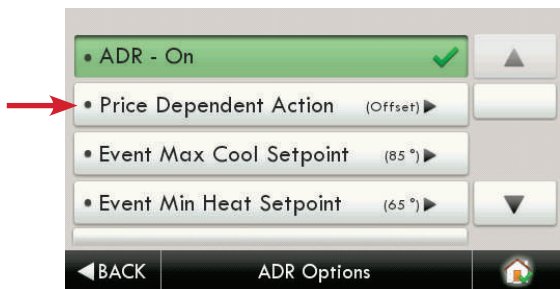 • ADR - On
• Price Dependent Action (Offset) ▶
• Event Max Cool Setpoint (85 °) ▶
• Event Min Heat Setpoint (65 °) ▶
◀ BACK ADR Options